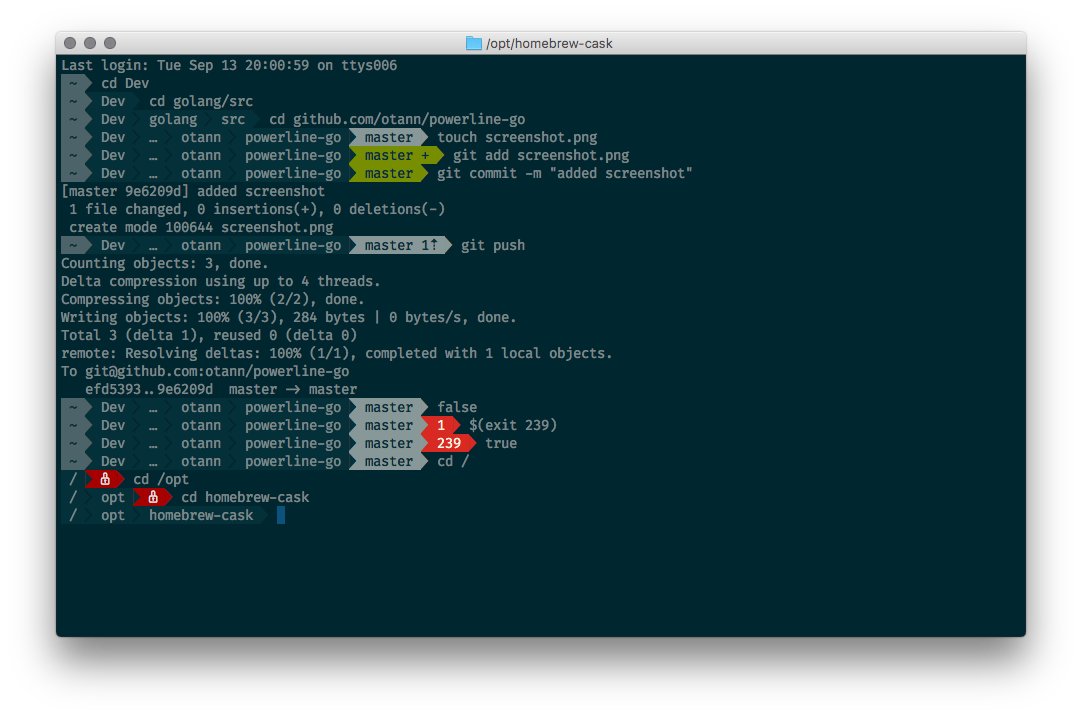 /opt/homebrew-cask
Last login: Tue Sep 13 20:00:59 on ttys006
~ cd Dev
~ Dev cd golang/src
~ Dev golang src cd github.com/otann/powerline-go
~ Dev … otann powerline-go master touch screenshot.png
~ Dev … otann powerline-go master + git add screenshot.png
~ Dev … otann powerline-go master git commit -m "added screenshot"
[master 9e6209d] added screenshot
1 file changed, 0 insertions(+), 0 deletions(-)
create mode 100644 screenshot.png
~ Dev … otann powerline-go master 1↑ git push
Counting objects: 3, done.
Delta compression using up to 4 threads.
Compressing objects: 100% (2/2), done.
Writing objects: 100% (3/3), 284 bytes | 0 bytes/s, done.
Total 3 (delta 1), reused 0 (delta 0)
remote: Resolving deltas: 100% (1/1), completed with 1 local objects.
To git@github.com:otann/powerline-go
efd5393..9e6209d master -> master
~ Dev … otann powerline-go master false
~ Dev … otann powerline-go master 1 $(exit 239)
~ Dev … otann powerline-go master 239 true
~ Dev … otann powerline-go master cd /
/ cd /opt
/ opt cd homebrew-cask
/ opt homebrew-cask